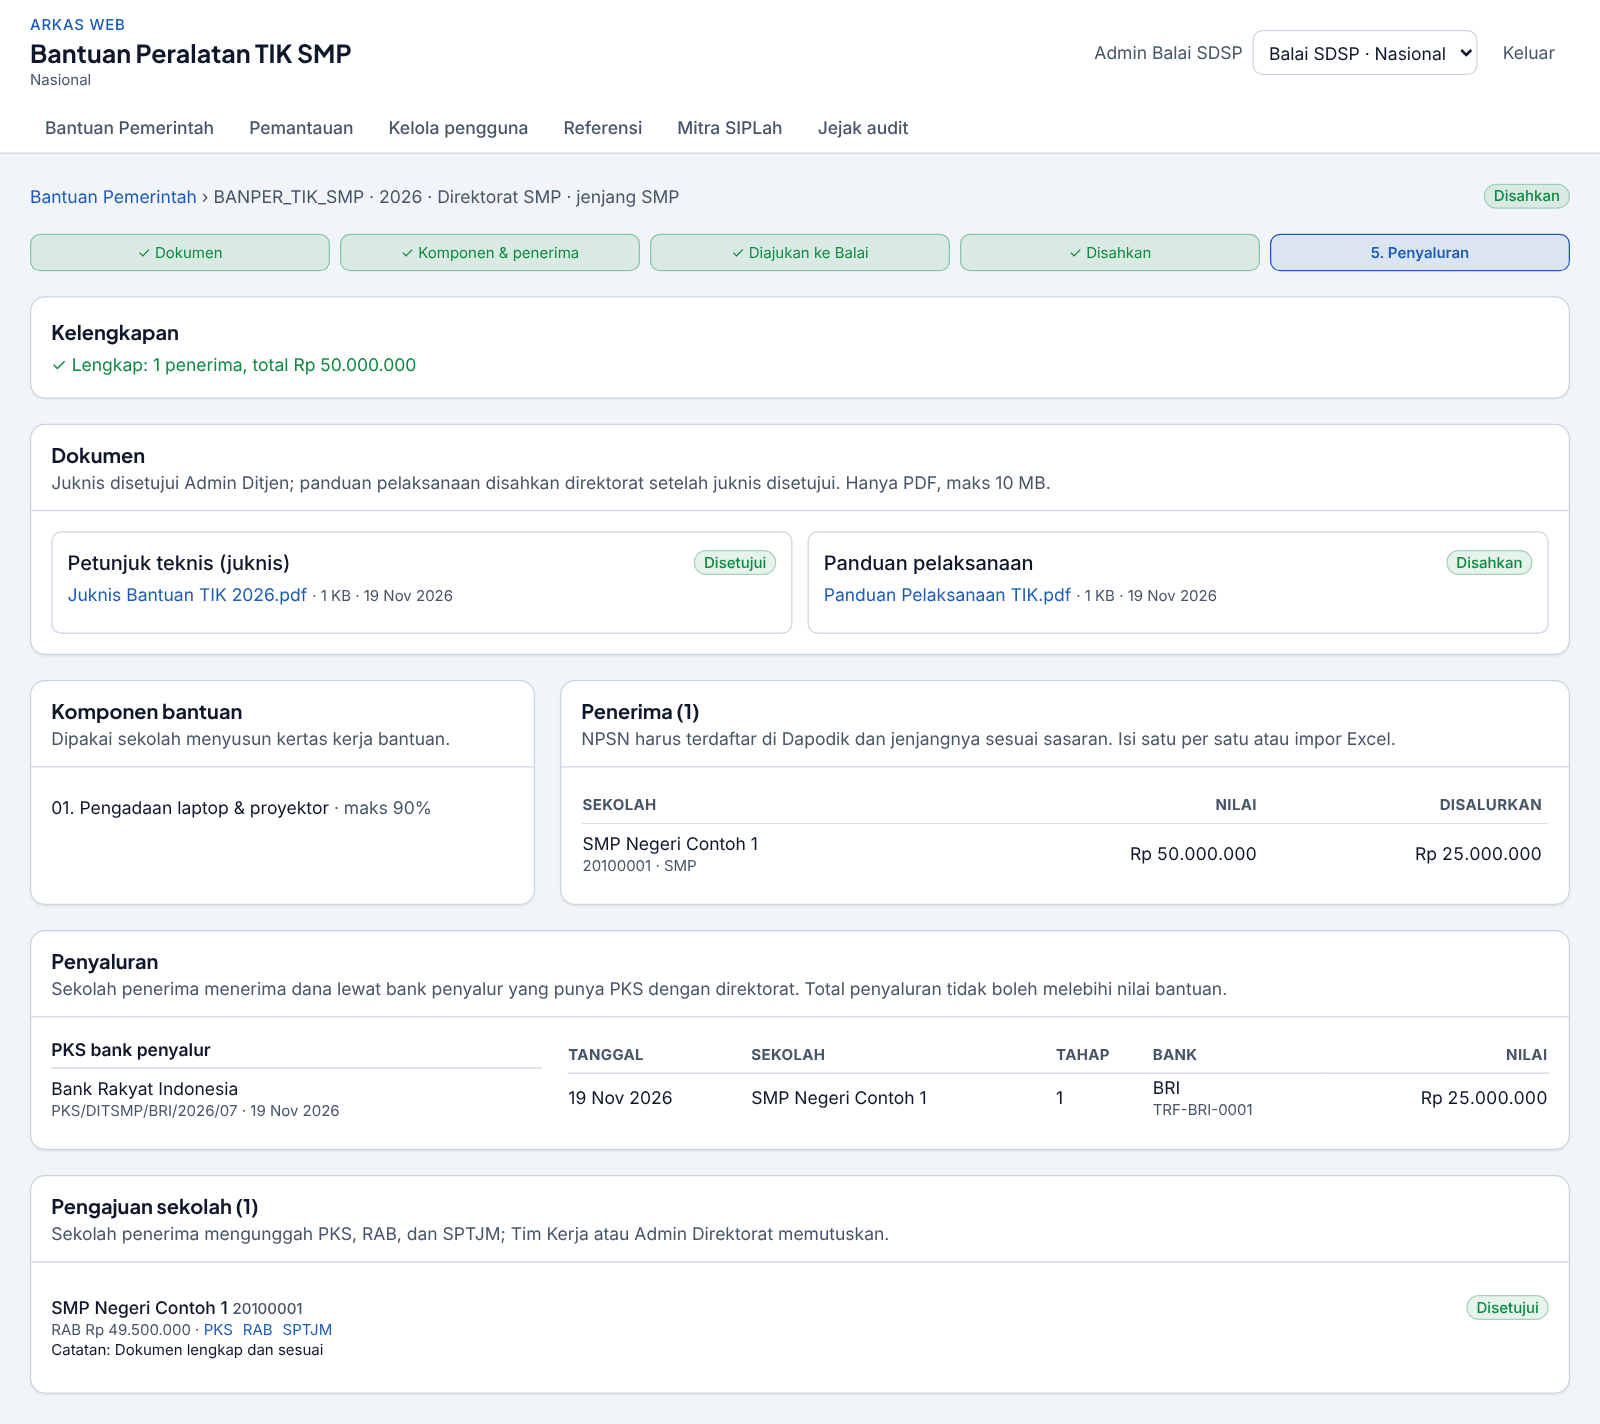 ARKAS WEB
Bantuan Peralatan TIK SMP
Nasional
Admin Balai SDSP
Balai SDSP · Nasional
Keluar
Bantuan Pemerintah
Pemantauan
Kelola pengguna
Referensi
Mitra SIPLah
Jejak audit
Bantuan Pemerintah › BANPER_TIK_SMP · 2026 · Direktorat SMP · jenjang SMP
Disahkan
✓ Dokumen
✓ Komponen & penerima
✓ Diajukan ke Balai
✓ Disahkan
5. Penyaluran
Kelengkapan
✓ Lengkap: 1 penerima, total Rp 50.000.000
Dokumen
Juknis disetujui Admin Ditjen; panduan pelaksanaan disahkan direktorat setelah juknis disetujui. Hanya PDF, maks 10 MB.
Petunjuk teknis (juknis)
Disetujui
Juknis Bantuan TIK 2026.pdf · 1 KB · 19 Nov 2026
Panduan pelaksanaan
Disahkan
Panduan Pelaksanaan TIK.pdf · 1 KB · 19 Nov 2026
Komponen bantuan
Dipakai sekolah menyusun kertas kerja bantuan.
01. Pengadaan laptop & proyektor · maks 90%
Penerima (1)
NPSN harus terdaftar di Dapodik dan jenjangnya sesuai sasaran. Isi satu per satu atau impor Excel.
SEKOLAH NILAI DISALURKAN
SMP Negeri Contoh 1 Rp 50.000.000 Rp 25.000.000
20100001 · SMP
Penyaluran
Sekolah penerima menerima dana lewat bank penyalur yang punya PKS dengan direktorat. Total penyaluran tidak boleh melebihi nilai bantuan.
PKS bank penyalur
Bank Rakyat Indonesia
PKS/DITSMP/BRI/2026/07 · 19 Nov 2026
TANGGAL SEKOLAH TAHAP BANK NILAI
19 Nov 2026 SMP Negeri Contoh 1 1 BRI Rp 25.000.000
TRF-BRI-0001
Pengajuan sekolah (1)
Sekolah penerima mengunggah PKS, RAB, dan SPTJM; Tim Kerja atau Admin Direktorat memutuskan.
SMP Negeri Contoh 1 20100001
Disetujui
RAB Rp 49.500.000 · PKS RAB SPTJM
Catatan: Dokumen lengkap dan sesuai